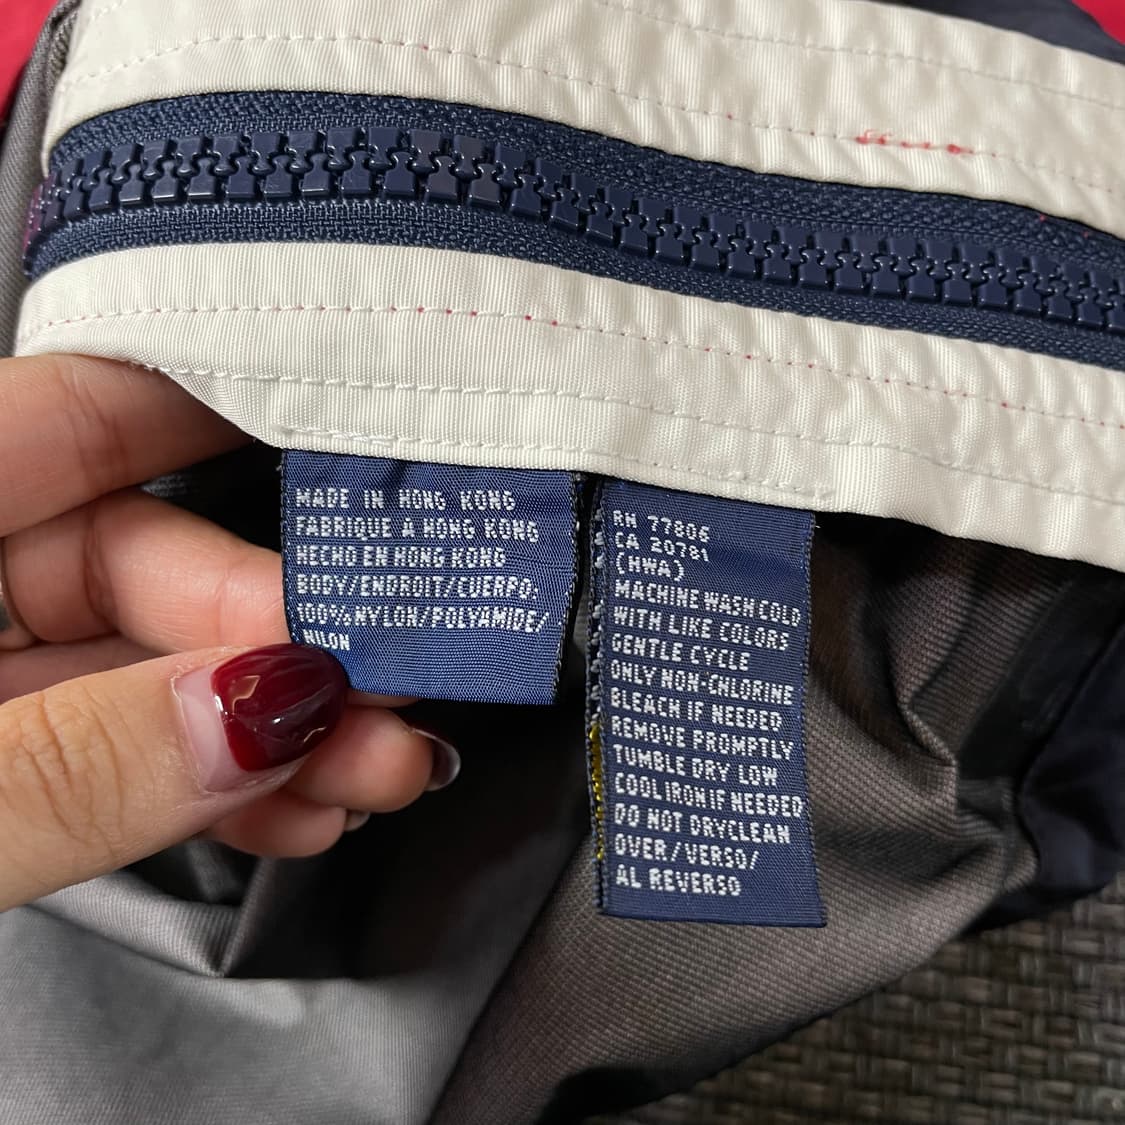 MADE IN HONG KONG
FABRIQUE A HONG KONG
HECHO EN HONG KONG
BODY/ENDROIT/CUERPO:
100%NYLON/POLYAMIDE/
NILON
RN 77806
CA 20781
(HWA)
MACHINE WASH COLD
WITH LIKE COLORS
GENTLE CYCLE
ONLY NON-CHLORINE
BLEACH IF NEEDED
REMOVE PROMPTLY
TUMBLE DRY LOW
COOL IRON IF NEEDED
DO NOT DRYCLEAN
OVER/VERSO/
AL REVERSO